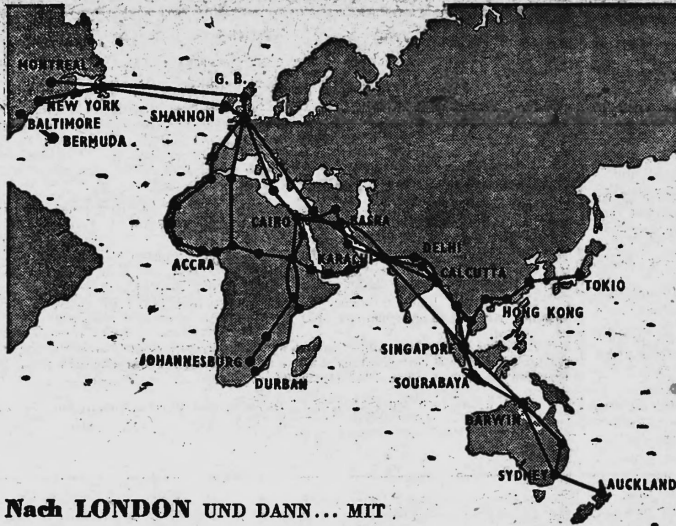 MONTREAL
G. B.
NEW YORK
SHANNON
BALTIMORE
BERMUDA
CAIRO
BASRA
DELHI
KARACHI
ACCRA
CALCUTTA
TOKIO
HONG KONG
SINGAPORE
JOHANNESBURG
DURBAN
SOURABAYA
DARWIN
SYDNEY
AUCKLAND
Nach LONDON UND DANN... MIT